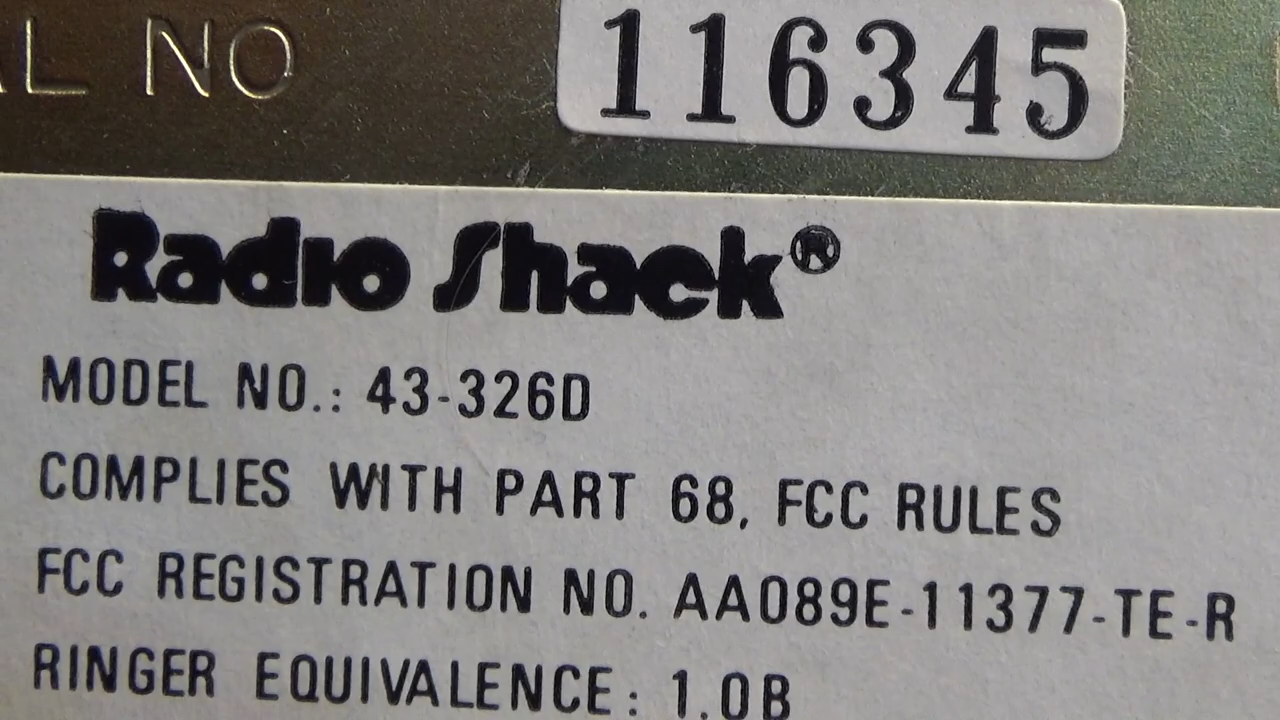 AL NO 116345
Radio Shack®
MODEL NO.: 43-326D
COMPLIES WITH PART 68, FCC RULES
FCC REGISTRATION NO. AA089E-11377-TE-R
RINGER EQUIVALENCE: 1.0B